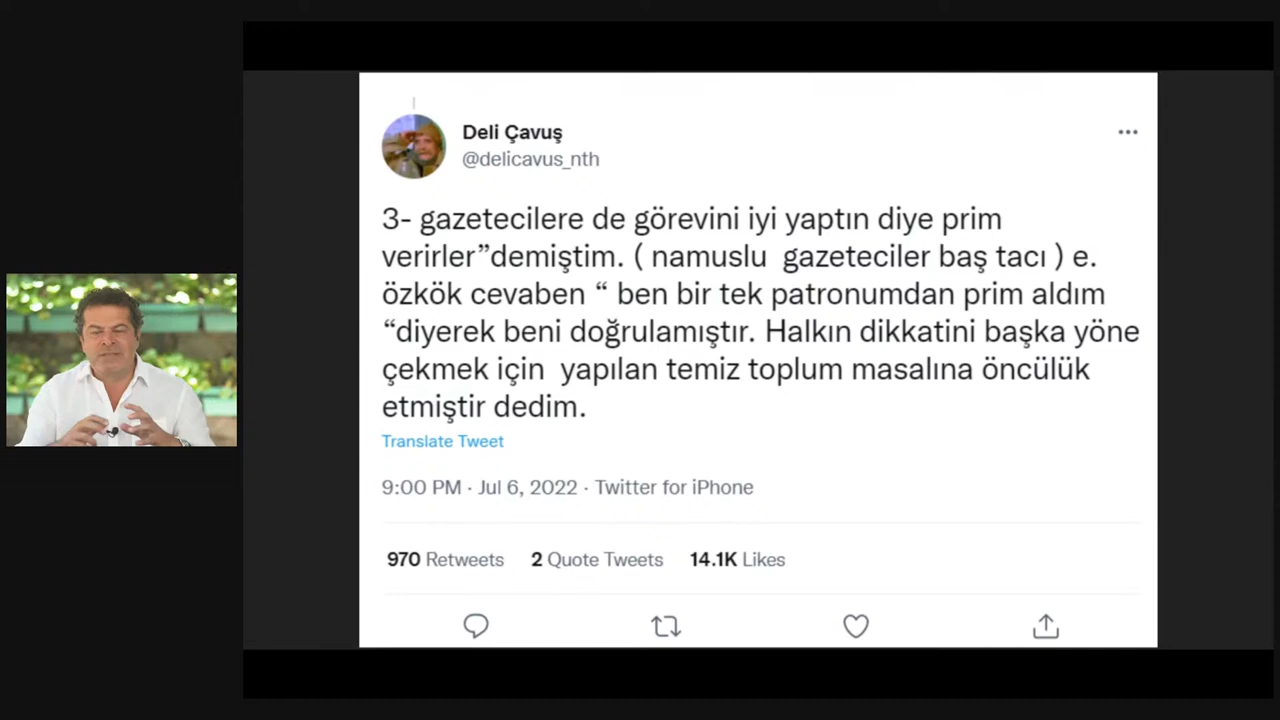 Deli Çavuş
@delicavus_nth
3- gazetecilere de görevini iyi yaptın diye prim
verirler”demiştim. ( namuslu  gazeteciler baş tacı ) e.
özkök cevaben “ ben bir tek patronumdan prim aldım
“diyerek beni doğrulamıştır. Halkın dikkatini başka yöne
çekmek için  yapılan temiz toplum masalına öncülük
etmiştir dedim.
Translate Tweet
9:00 PM · Jul 6, 2022 · Twitter for iPhone
970 Retweets 2 Quote Tweets 14.1K Likes